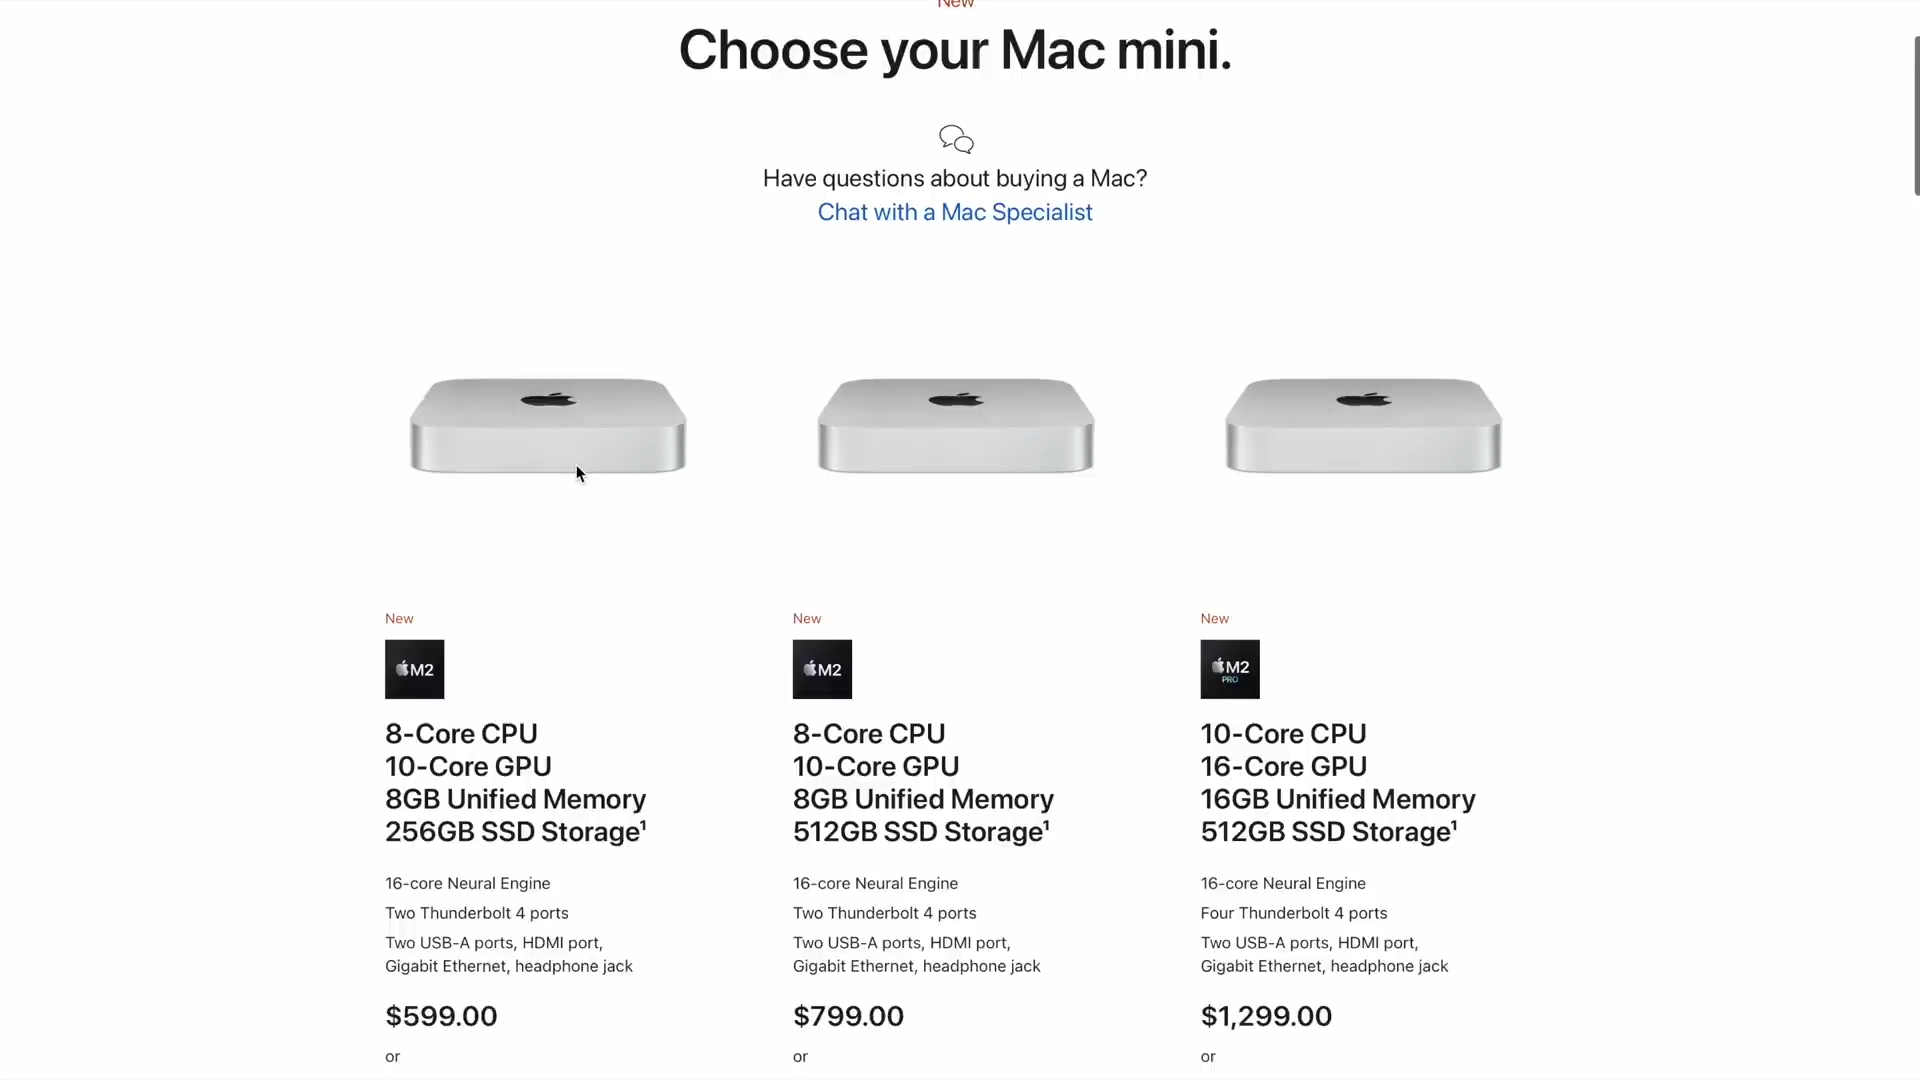 New
Choose your Mac mini.
Have questions about buying a Mac?
Chat with a Mac Specialist
New
M2
8-Core CPU
10-Core GPU
8GB Unified Memory
256GB SSD Storage¹
16-core Neural Engine
Two Thunderbolt 4 ports
Two USB-A ports, HDMI port,
Gigabit Ethernet, headphone jack
$599.00
or
New
M2
8-Core CPU
10-Core GPU
8GB Unified Memory
512GB SSD Storage¹
16-core Neural Engine
Two Thunderbolt 4 ports
Two USB-A ports, HDMI port,
Gigabit Ethernet, headphone jack
$799.00
or
New
M2
PRO
10-Core CPU
16-Core GPU
16GB Unified Memory
512GB SSD Storage¹
16-core Neural Engine
Four Thunderbolt 4 ports
Two USB-A ports, HDMI port,
Gigabit Ethernet, headphone jack
$1,299.00
or